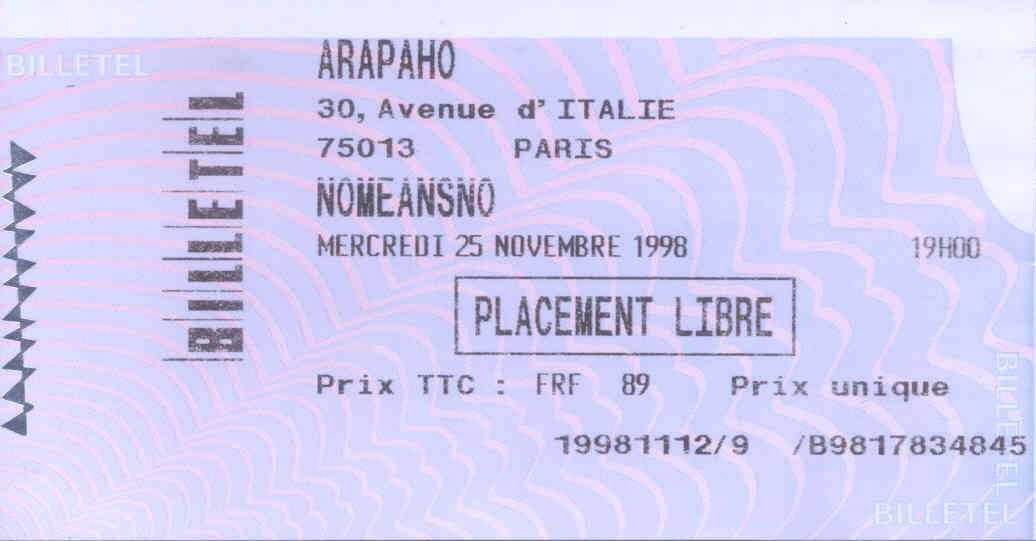 BILLETEL
BILLETEL
ARAPAHO
30, Avenue d'ITALIE
75013 PARIS
NOMEANSNO
MERCREDI 25 NOVEMBRE 1998 19H00
PLACEMENT LIBRE
Prix TTC : FRF 89 Prix unique
19981112/9 /B9817834845
BILLETEL
BILLETEL